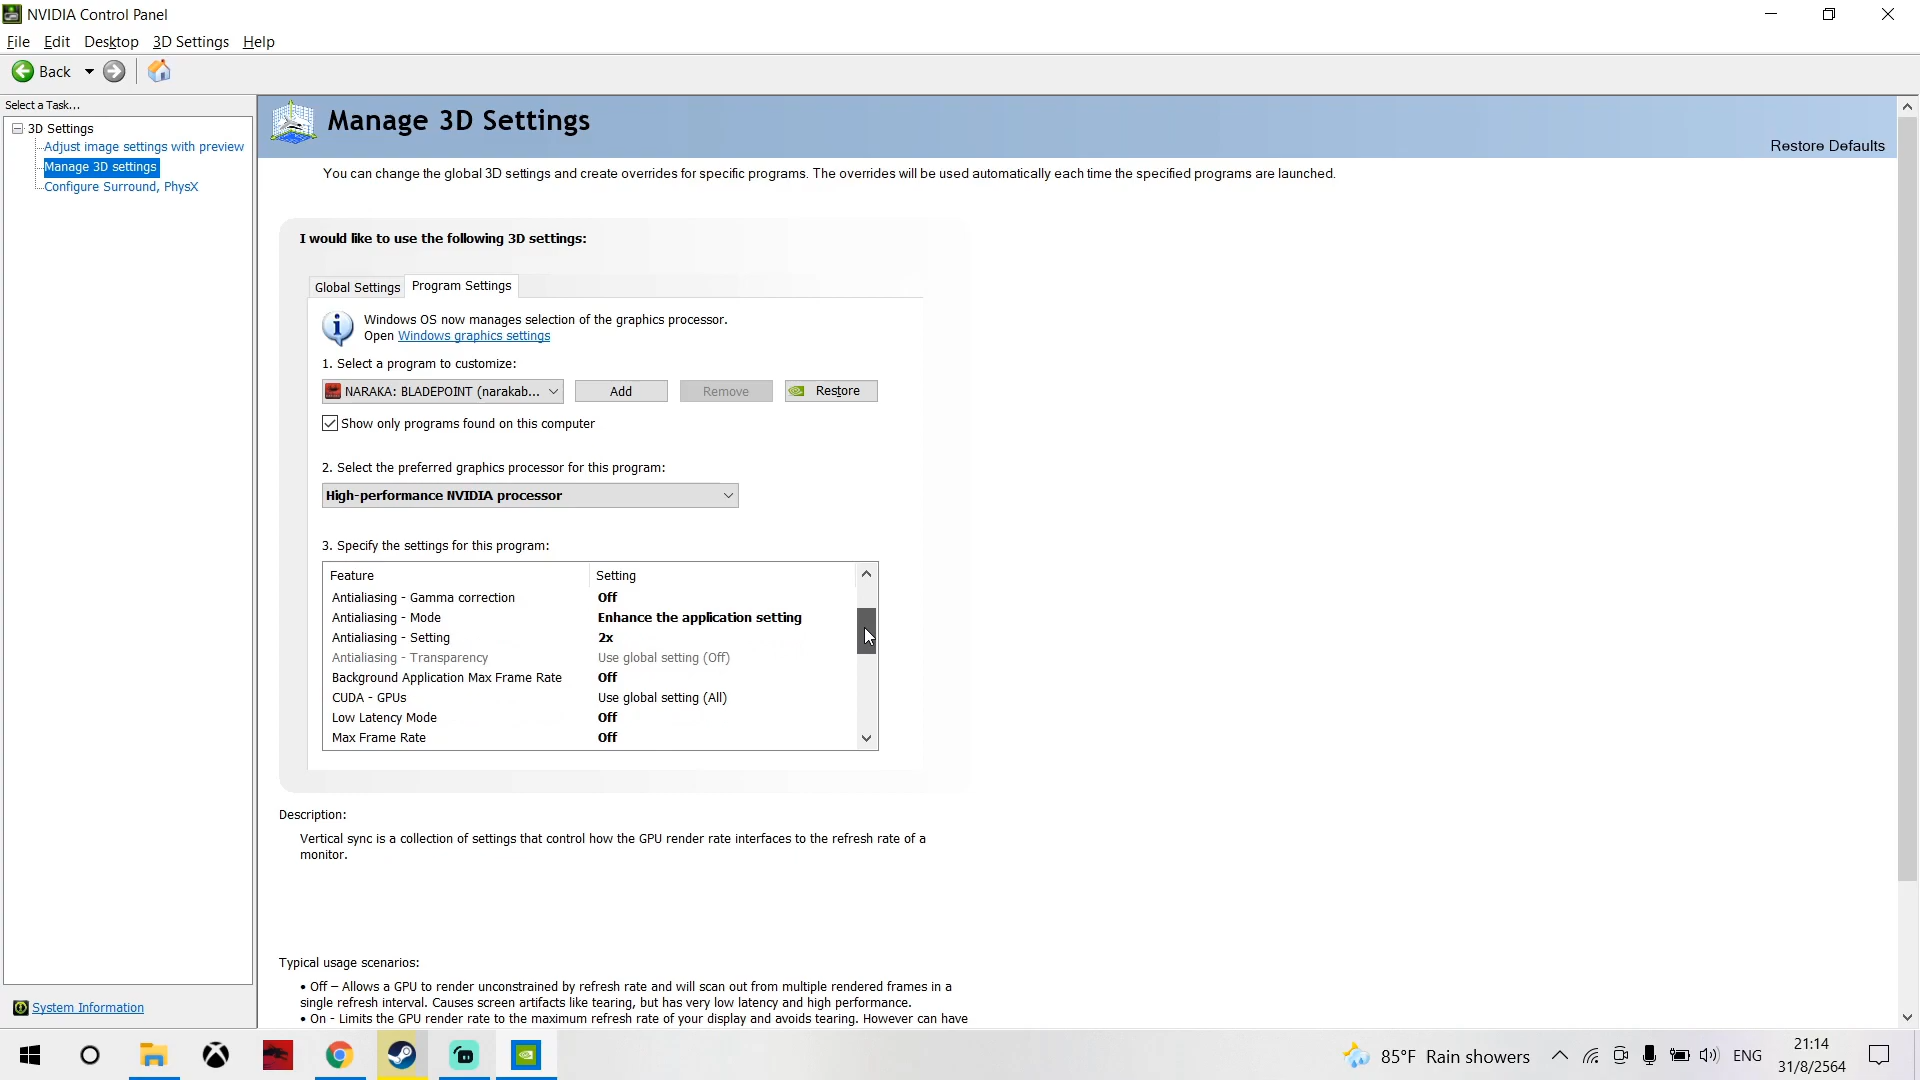 NVIDIA Control Panel
File Edit Desktop 3D Settings Help
Back
Select a Task...
3D Settings
Adjust image settings with preview
Manage 3D settings
Configure Surround, PhysX
System Information
Manage 3D Settings
Restore Defaults
You can change the global 3D settings and create overrides for specific programs. The overrides will be used automatically each time the specified programs are launched.
I would like to use the following 3D settings:
Global Settings Program Settings
Windows OS now manages selection of the graphics processor.
Open Windows graphics settings
1. Select a program to customize:
NARAKA: BLADEPOINT (narakab... Add Remove Restore
Show only programs found on this computer
2. Select the preferred graphics processor for this program:
High-performance NVIDIA processor
3. Specify the settings for this program:
Feature Setting
Antialiasing - Gamma correction Off
Antialiasing - Mode Enhance the application setting
Antialiasing - Setting 2x
Antialiasing - Transparency Use global setting (Off)
Background Application Max Frame Rate Off
CUDA - GPUs Use global setting (All)
Low Latency Mode Off
Max Frame Rate Off
Description:
Vertical sync is a collection of settings that control how the GPU render rate interfaces to the refresh rate of a
monitor.
Typical usage scenarios:
• Off – Allows a GPU to render unconstrained by refresh rate and will scan out from multiple rendered frames in a
single refresh interval. Causes screen artifacts like tearing, but has very low latency and high performance.
• On - Limits the GPU render rate to the maximum refresh rate of your display and avoids tearing. However can have
85°F Rain showers ENG 21:14
31/8/2564